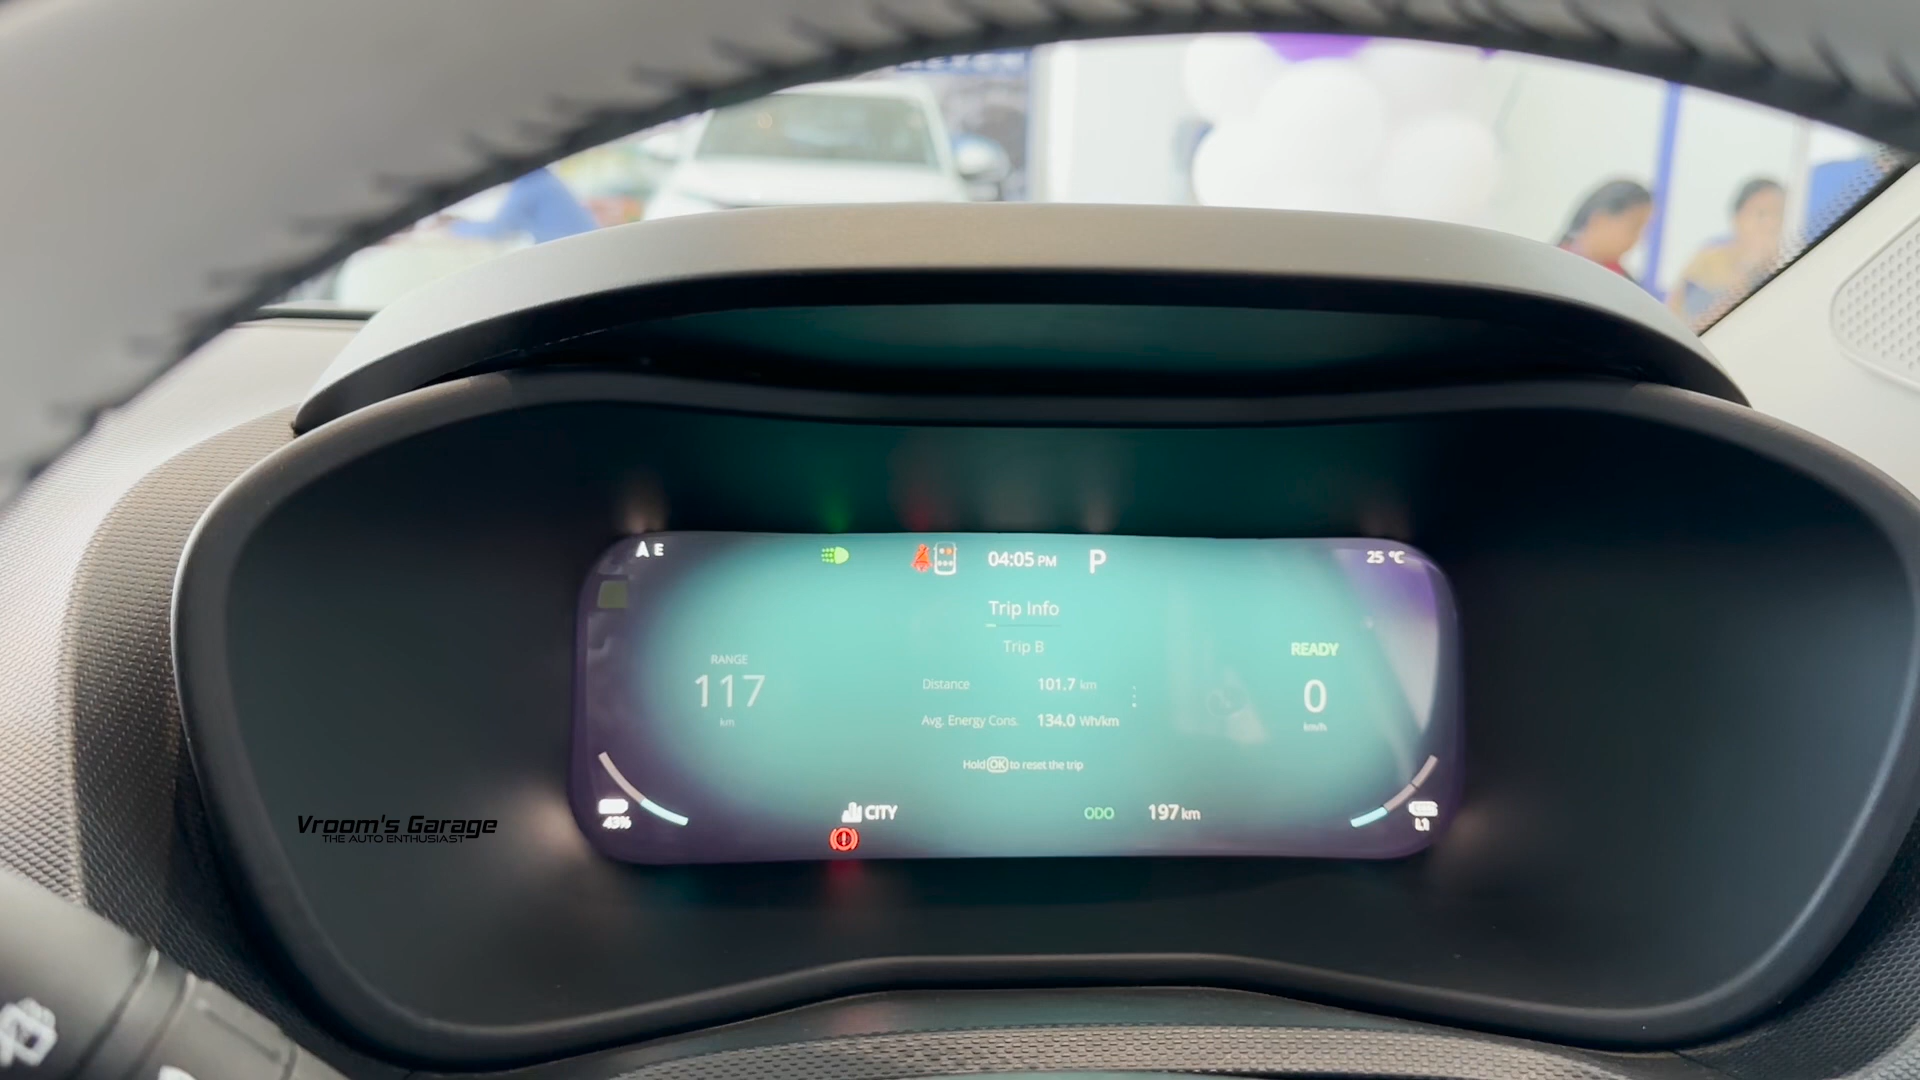 E
04:05 PM
P
25 °C
Trip Info
Trip B
RANGE
117
km
Distance 101.7 km
Avg. Energy Cons. 134.0 Wh/km
READY
0
km/h
Hold OK to reset the trip
43%
CITY
ODO 197 km
L1
Vroom's Garage
THE AUTO ENTHUSIAST